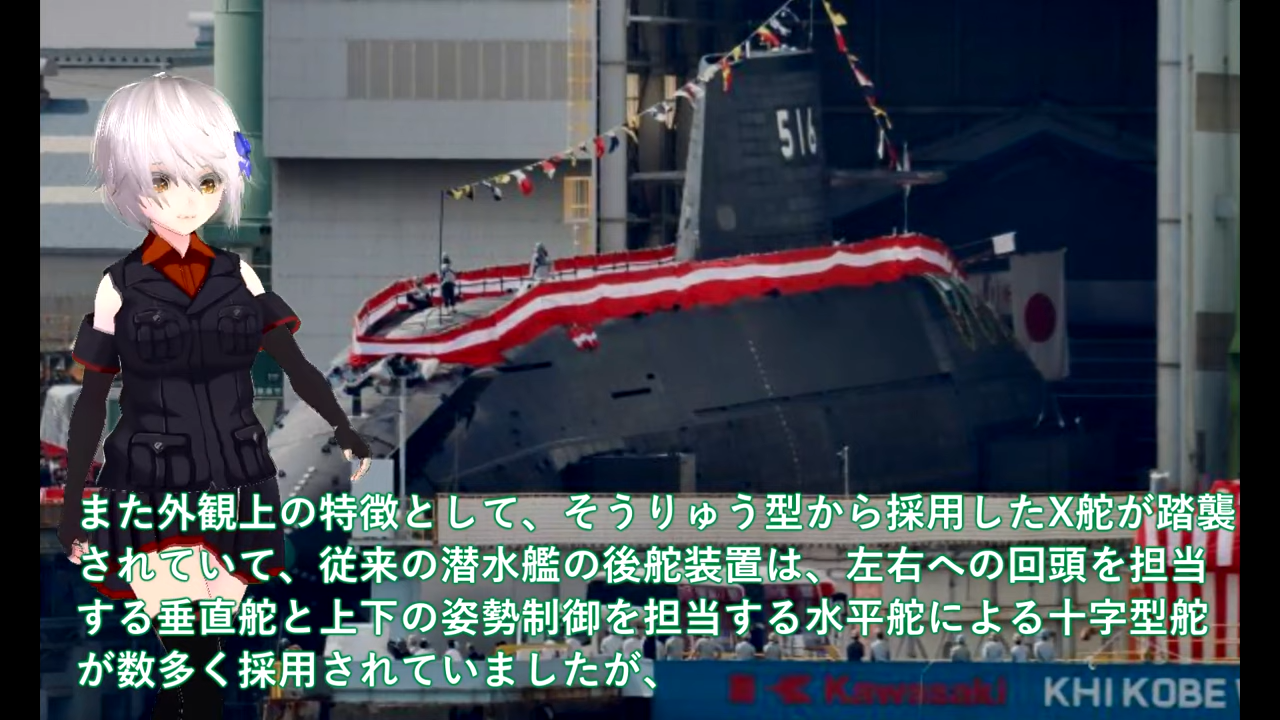 516
また外観上の特徴として、そうりゅう型から採用したX舵が踏襲
されていて、従来の潜水艦の後舵装置は、左右への回頭を担当
する垂直舵と上下の姿勢制御を担当する水平舵による十字型舵
が数多く採用されていましたが、
Kawasaki KHI KOBE W